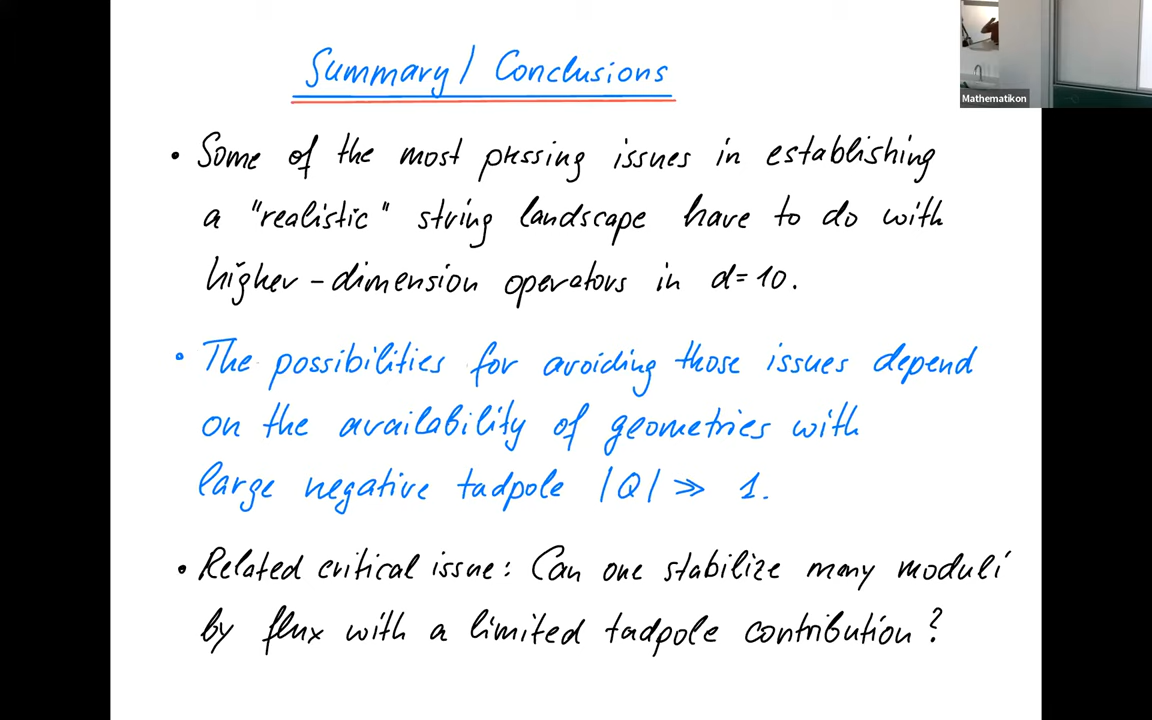 Summary/ Conclusions
• Some of the most pressing issues in establishing
a "realistic" string landscape have to do with
higher-dimension operators in d=10.
• The possibilities for avoiding those issues depend
on the availability of geometries with
large negative tadpole |Q| ≫ 1.
• Related critical issue: Can one stabilize many moduli
by flux with a limited tadpole contribution?
Mathematikon